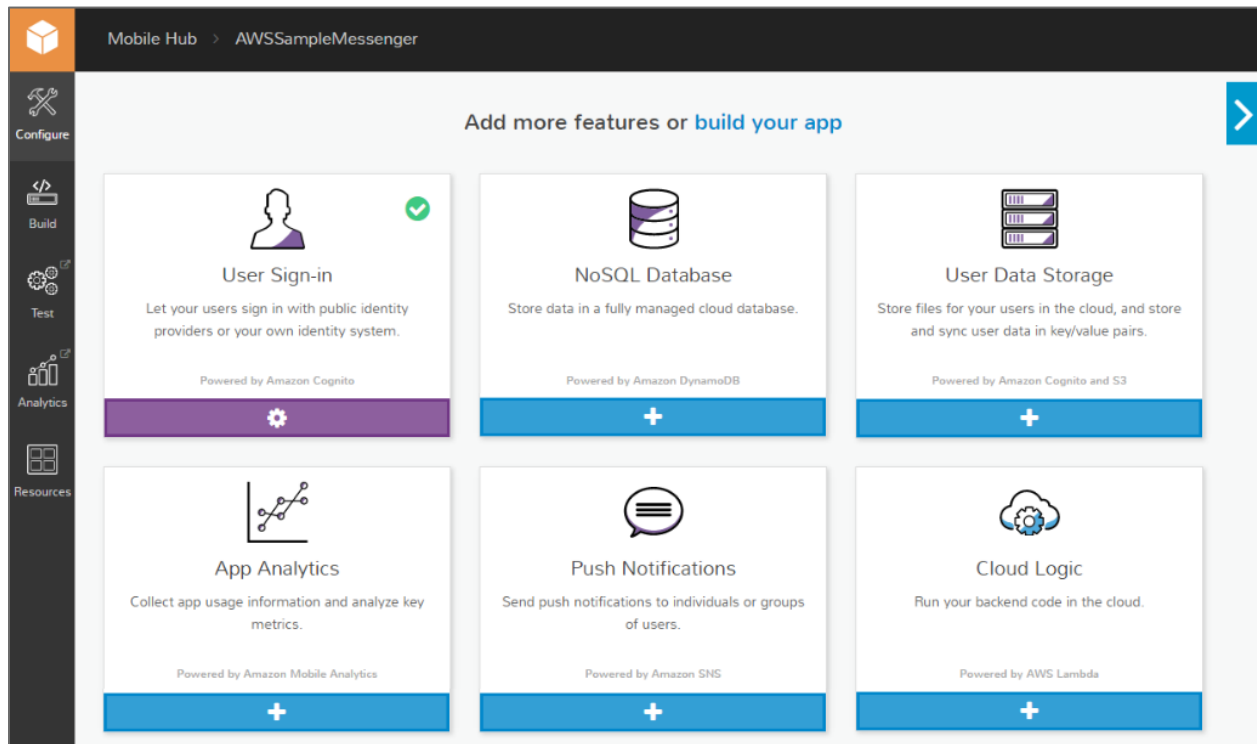 Mobile Hub > AWSSampleMessenger
Configure
Build
Test
Analytics
Resources
Add more features or build your app
User Sign-in
Let your users sign in with public identity
providers or your own identity system.
Powered by Amazon Cognito
NoSQL Database
Store data in a fully managed cloud database.
Powered by Amazon DynamoDB
User Data Storage
Store files for your users in the cloud, and store
and sync user data in key/value pairs.
Powered by Amazon Cognito and S3
App Analytics
Collect app usage information and analyze key
metrics.
Powered by Amazon Mobile Analytics
Push Notifications
Send push notifications to individuals or groups
of users.
Powered by Amazon SNS
Cloud Logic
Run your backend code in the cloud.
Powered by AWS Lambda